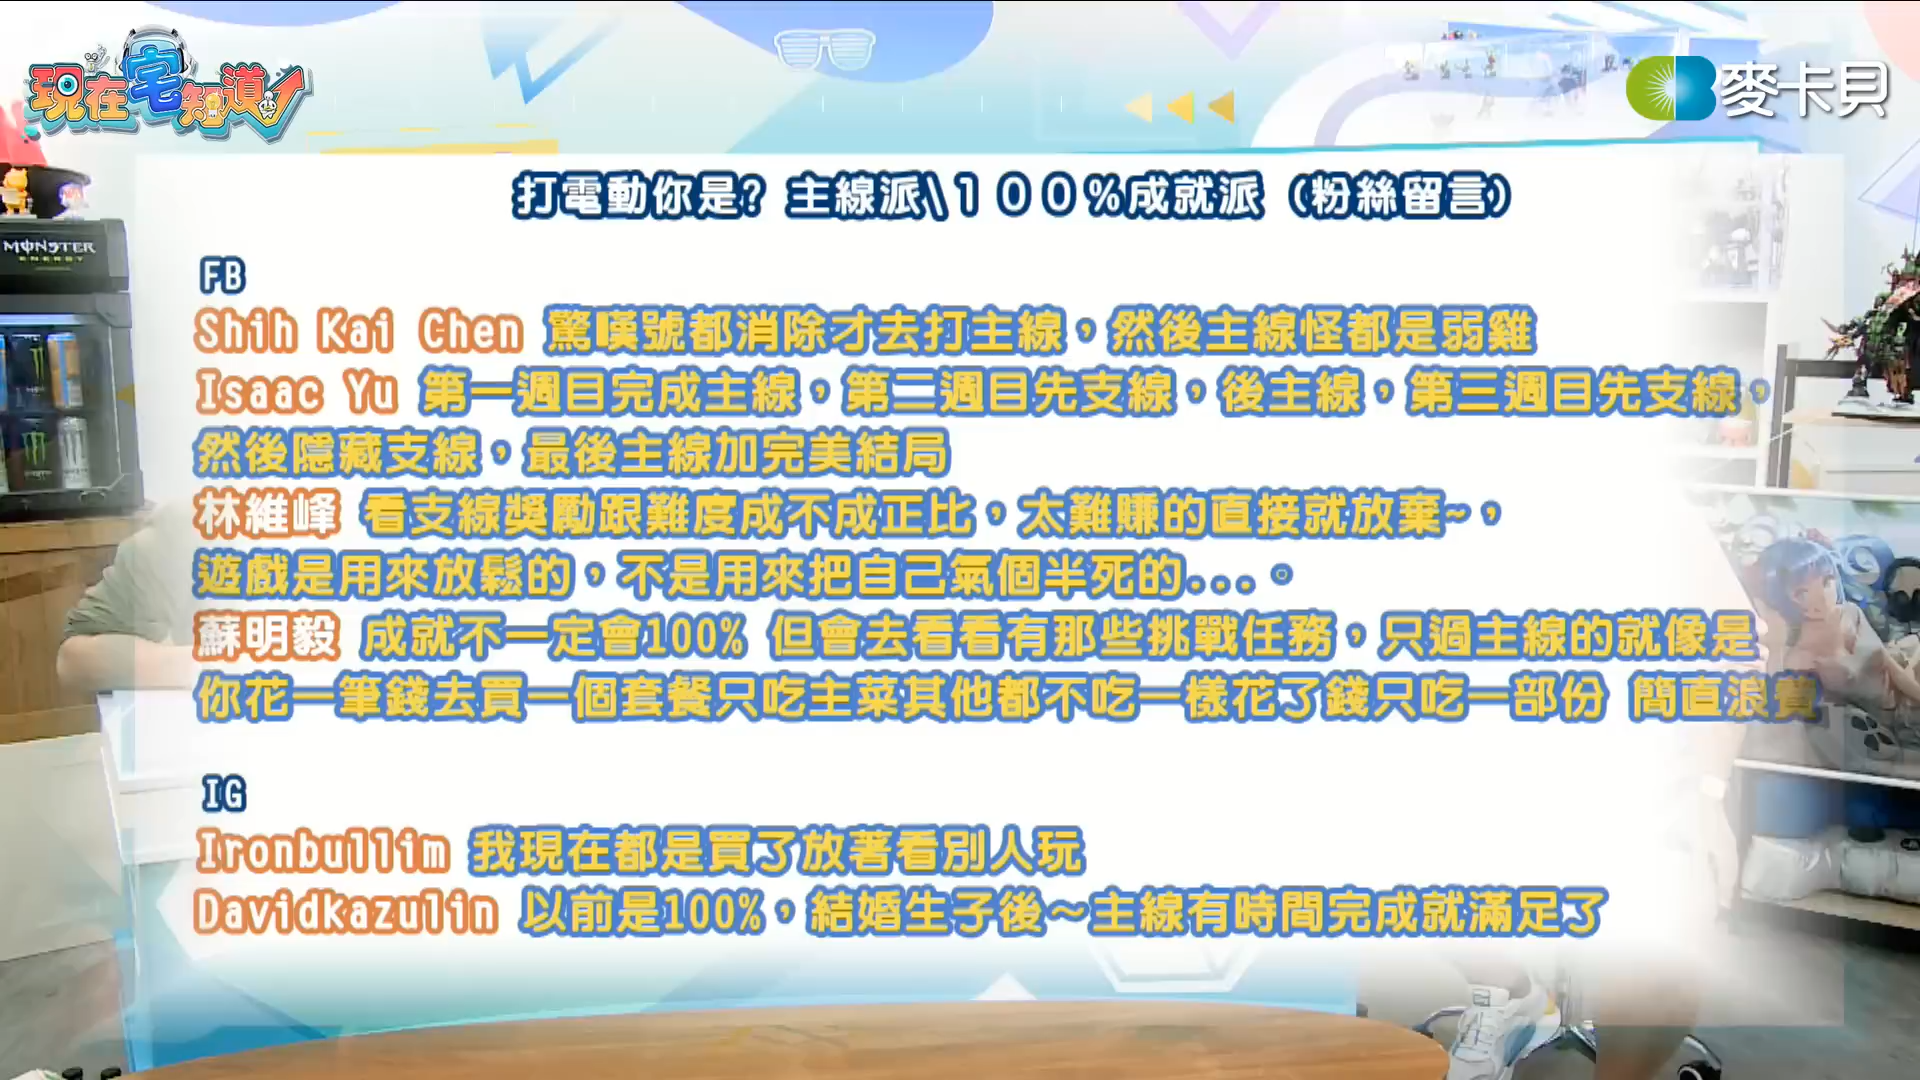 現在宅知道
麥卡貝
MONSTER
ENERGY
打電動你是? 主線派\100%成就派 (粉絲留言)
FB
Shih Kai Chen 驚嘆號都消除才去打主線，然後主線怪都是弱雞
Isaac Yu 第一週目完成主線，第二週目先支線，後主線，第三週目先支線，
然後隱藏支線，最後主線加完美結局
林維峰 看支線獎勵跟難度成不成正比，太難賺的直接就放棄~，
遊戲是用來放鬆的，不是用來把自己氣個半死的...。
蘇明毅 成就不一定會100% 但會去看看有那些挑戰任務，只過主線的就像是
你花一筆錢去買一個套餐只吃主菜其他都不吃一樣花了錢只吃一部份 簡直浪費
IG
Ironbullim 我現在都是買了放著看別人玩
Davidkazulin 以前是100%，結婚生子後～主線有時間完成就滿足了